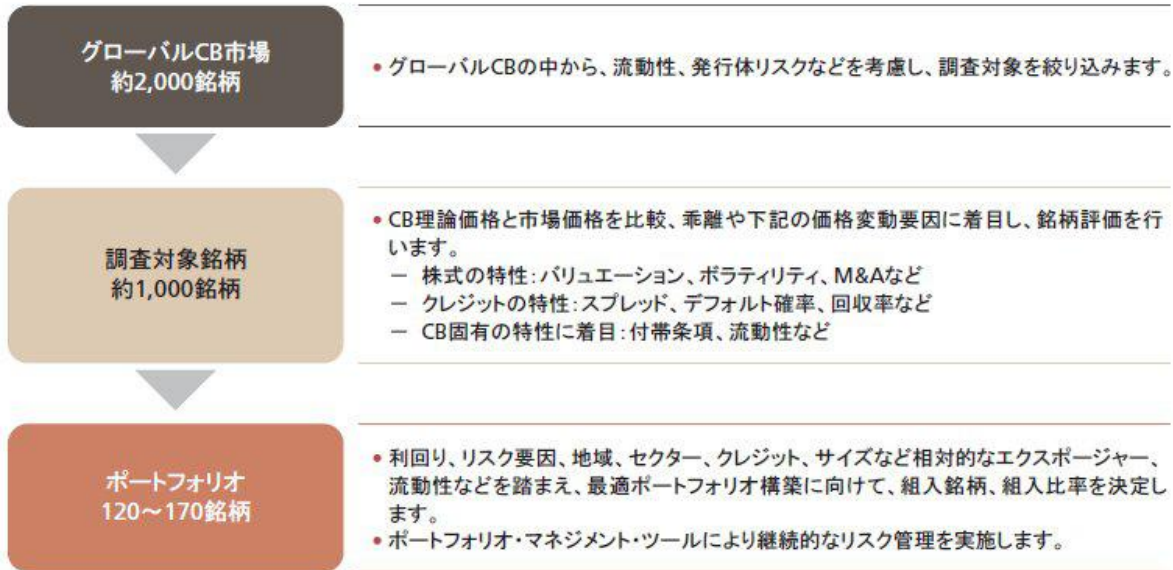 グローバルCB市場
約2,000銘柄
• グローバルCBの中から、流動性、発行体リスクなどを考慮し、調査対象を絞り込みます。
調査対象銘柄
約1,000銘柄
• CB理論価格と市場価格を比較、乖離や下記の価格変動要因に着目し、銘柄評価を行
います。
－ 株式の特性：バリュエーション、ボラティリティ、M&Aなど
－ クレジットの特性：スプレッド、デフォルト確率、回収率など
－ CB固有の特性に着目：付帯条項、流動性など
ポートフォリオ
120～170銘柄
• 利回り、リスク要因、地域、セクター、クレジット、サイズなど相対的なエクスポージャー、
流動性などを踏まえ、最適ポートフォリオ構築に向けて、組入銘柄、組入比率を決定し
ます。
• ポートフォリオ・マネジメント・ツールにより継続的なリスク管理を実施します。